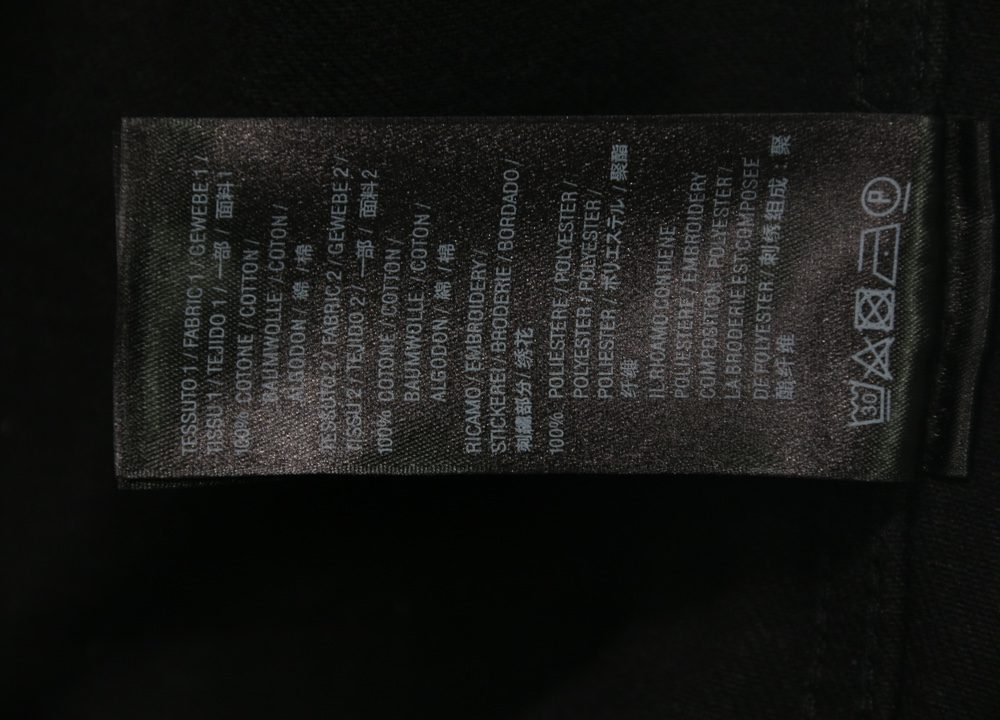 TESSUTO 1 / FABRIC 1 / GEWEBE 1 /
TISSU 1 / TEJIDO 1 / 一部 / 面料 1
100% COTONE / COTTON /
BAUMWOLLE / COTON /
ALGODON / 綿 / 棉
TESSUTO 2 / FABRIC 2 / GEWEBE 2 /
TISSU 2 / TEJIDO 2 / 一部 / 面料 2
100% COTONE / COTTON /
BAUMWOLLE / COTON /
ALGODON / 綿 / 棉
RICAMO / EMBROIDERY /
STICKEREI / BRODERIE / BORDADO /
刺繍部分 / 绣花
100% POLIESTERE / POLYESTER /
POLYESTER / POLYESTER /
POLIESTER / ポリエステル / 聚酯
纤维
IL RICAMO CONTIENE
POLIESTERE / EMBROIDERY
COMPOSITION: POLYESTER /
LA BRODERIE EST COMPOSEE
DE POLYESTER / 刺绣组成：聚
酯纤维
30
P